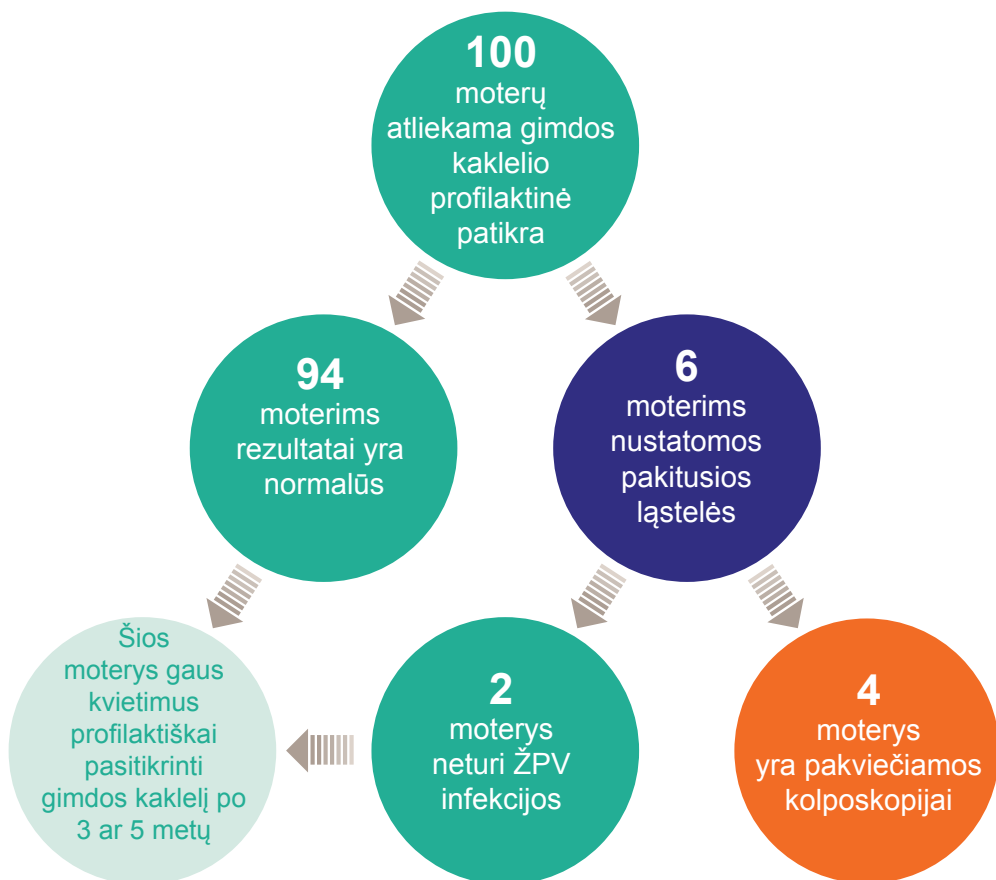 100
moterų
atliekama gimdos
kaklelio
profilaktinė
patikra
94
moterims
rezultatai yra
normalūs
6
moterims
nustatomos
pakitusios
ląstelės
Šios
moterys gaus
kvietimus
profilaktiškai
pasitikrinti
gimdos kaklelį po
3 ar 5 metų
2
moterys
neturi ŽPV
infekcijos
4
moterys
yra pakviečiamos
kolposkopijai